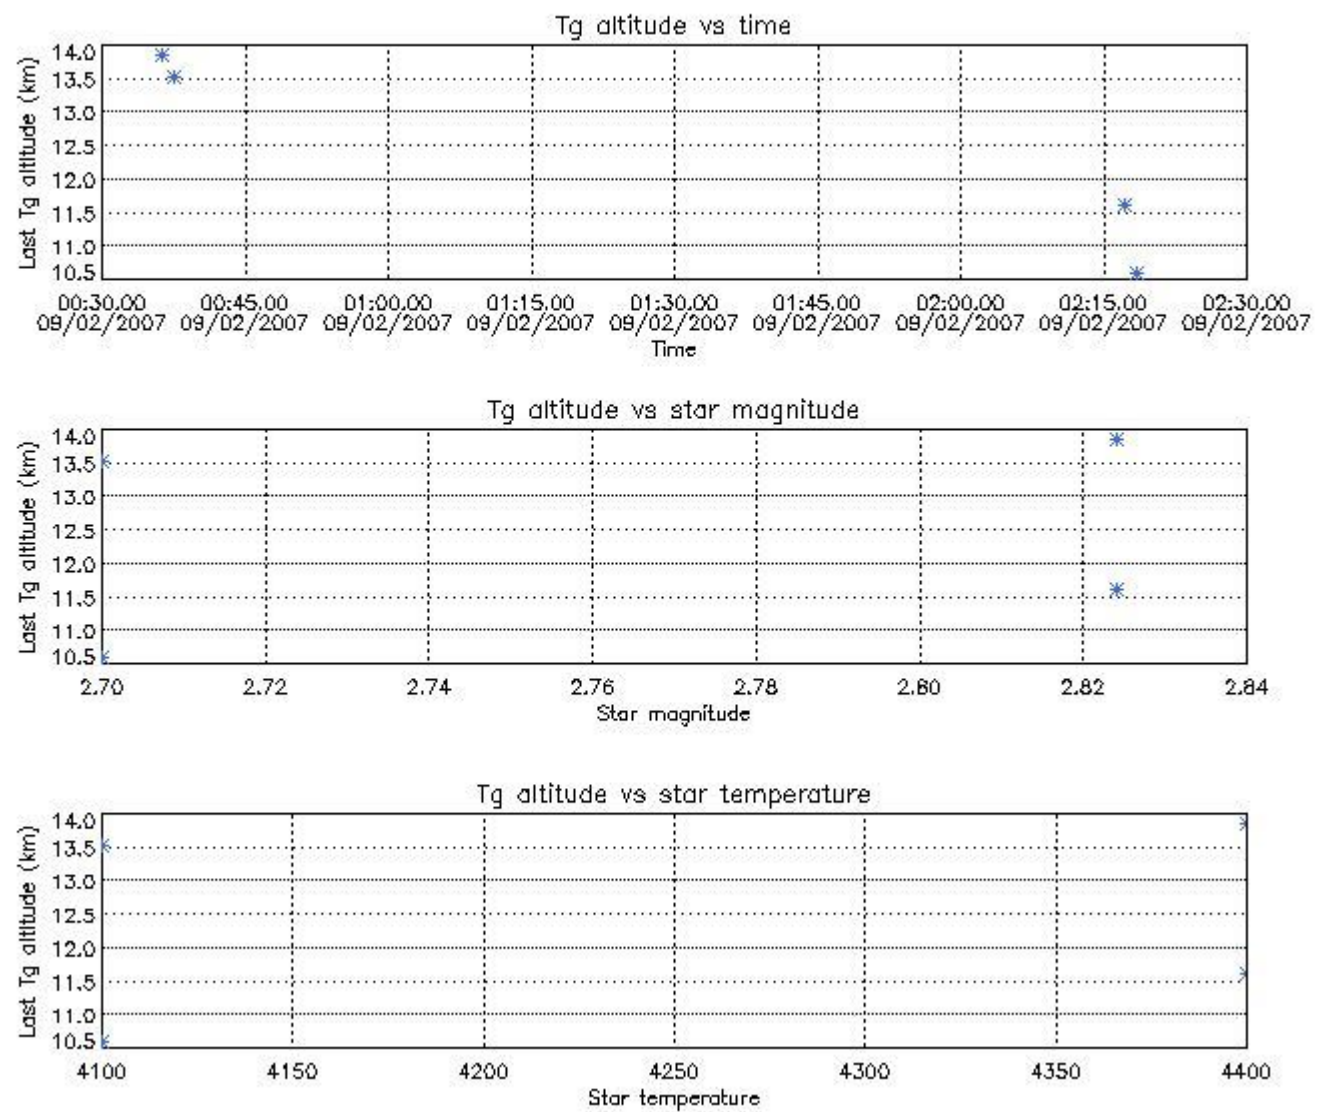 Tg altitude vs time
Last Tg altitude (km)
14.0
13.5
13.0
12.5
12.0
11.5
11.0
10.5
00:30.00 00:45.00 01:00.00 01:15.00 01:30.00 01:45.00 02:00.00 02:15.00 02:30.00
09/02/2007 09/02/2007 09/02/2007 09/02/2007 09/02/2007 09/02/2007 09/02/2007 09/02/2007 09/02/2007
Time
Tg altitude vs star magnitude
Last Tg altitude (km)
14.0
13.5
13.0
12.5
12.0
11.5
11.0
10.5
2.70 2.72 2.74 2.76 2.78 2.80 2.82 2.84
Star magnitude
Tg altitude vs star temperature
Last Tg altitude (km)
14.0
13.5
13.0
12.5
12.0
11.5
11.0
10.5
4100 4150 4200 4250 4300 4350 4400
Star temperature